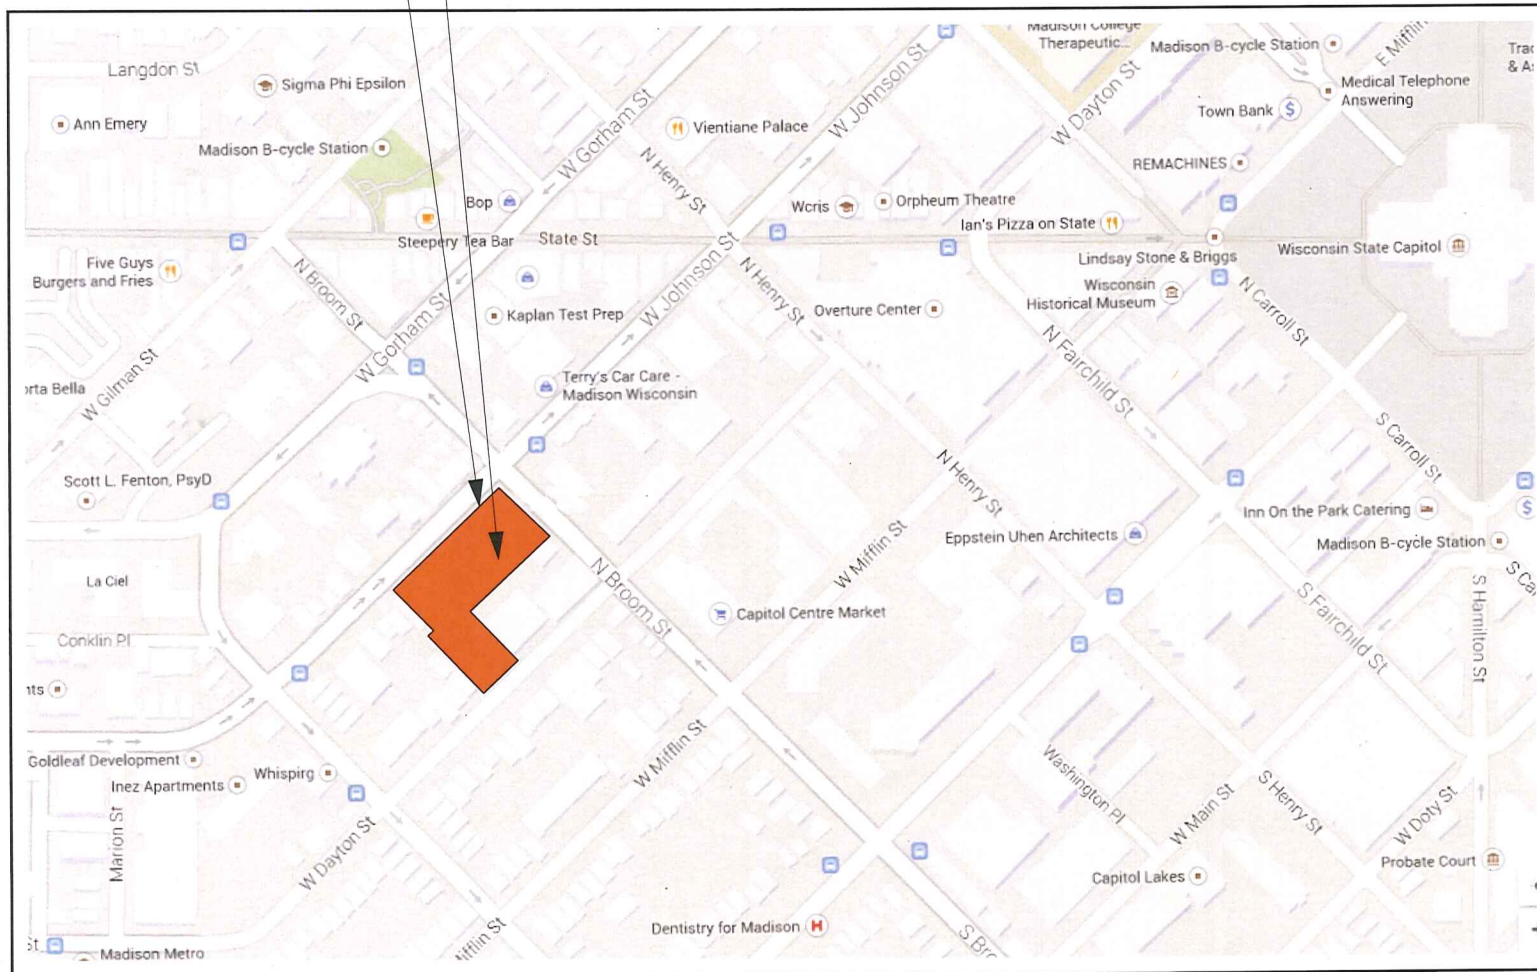 Madison College
Therapeutic...
Madison B-cycle Station
E Mifflin
Langdon St
Sigma Phi Epsilon
Ann Emery
Madison B-cycle Station
W Gorham St
Vientiane Palace
W Johnson St
W Dayton St
Town Bank
$
Medical Telephone
Answering
REMACHINES
N Henry St
Bop
Wcris
Orpheum Theatre
Ian's Pizza on State
Steepery Tea Bar
State St
Lindsay Stone & Briggs
Wisconsin State Capitol
Five Guys
Burgers and Fries
N Broom St
W Gorham St
Kaplan Test Prep
W Johnson St
N Henry St
Overture Center
Wisconsin
Historical Museum
N Carroll St
N Fairchild St
W Gilman St
Terry's Car Care -
Madison Wisconsin
S Carroll St
Scott L. Fenton, PsyD
N Henry St
Inn On the Park Catering
$
Eppstein Uhen Architects
Madison B-cycle Station
W Mifflin St
La Ciel
N Broom St
Capitol Centre Market
S Fairchild St
S Hamilton St
Conklin Pl
W Mifflin St
Goldleaf Development
Inez Apartments
Whispirg
Washington Pl
S Henry St
W Main St
W Doty St
Marion St
W Dayton St
Probate Court
Capitol Lakes
Dentistry for Madison
H
Madison Metro